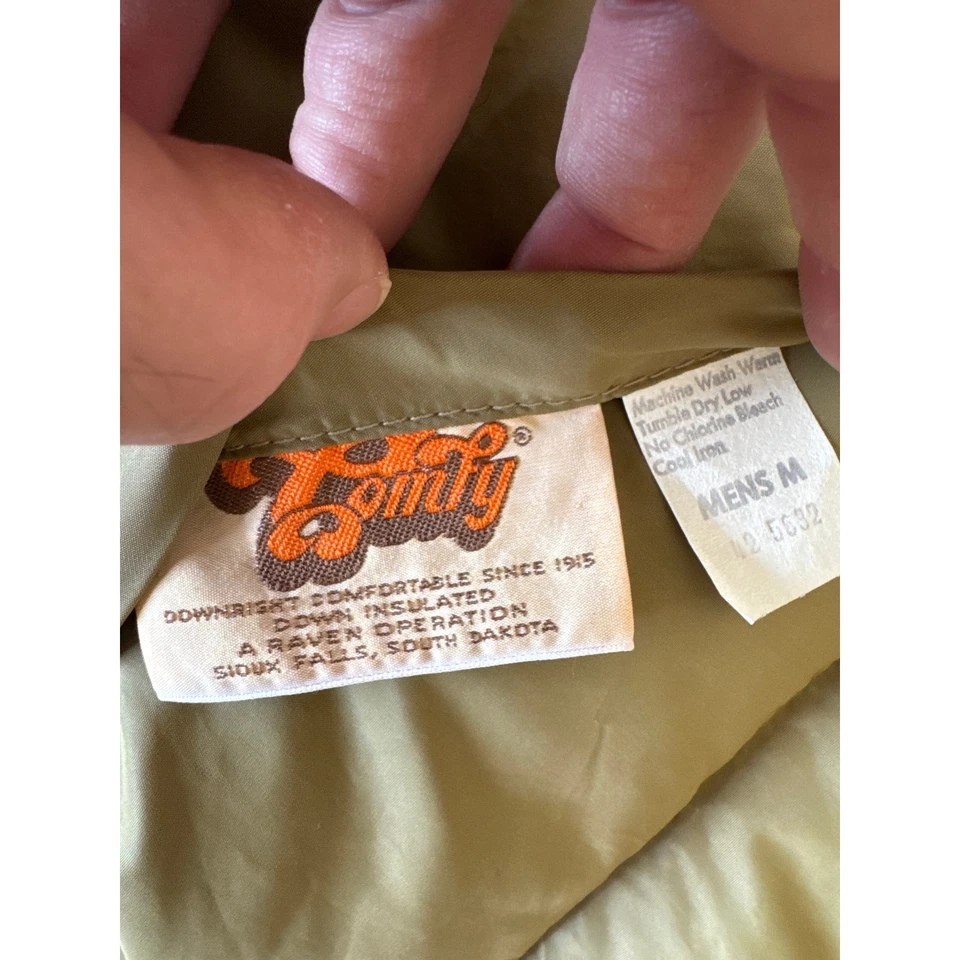 Comfy®
DOWNRIGHT COMFORTABLE SINCE 1915
DOWN INSULATED
A RAVEN OPERATION
SIOUX FALLS, SOUTH DAKOTA
Machine Wash Warm
Tumble Dry Low
No Chlorine Bleach
Cool Iron
MENS M
5632